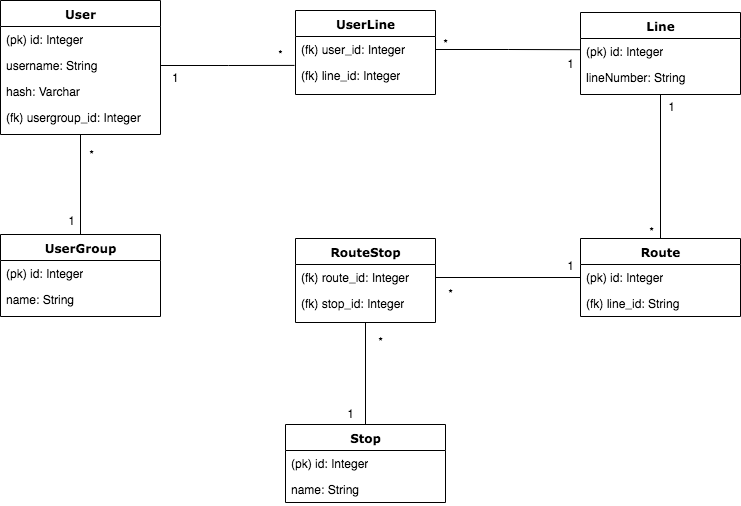 User
(pk) id: Integer
username: String
hash: Varchar
(fk) usergroup_id: Integer
1
*
UserLine
(fk) user_id: Integer
(fk) line_id: Integer
*
1
Line
(pk) id: Integer
lineNumber: String
*
1
1
*
UserGroup
(pk) id: Integer
name: String
RouteStop
(fk) route_id: Integer
(fk) stop_id: Integer
*
1
Route
(pk) id: Integer
(fk) line_id: String
*
1
Stop
(pk) id: Integer
name: String